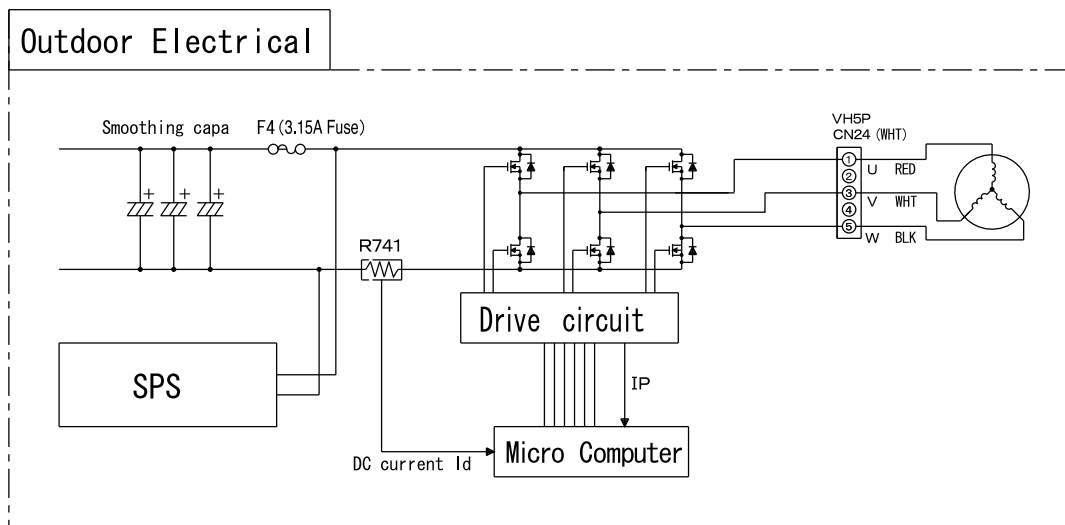 Outdoor Electrical
Smoothing capa
F4 (3.15A Fuse)
VH5P
CN24 (WHT)
+
+
+
1
U RED
2
3
V WHT
4
5
W BLK
R741
Drive circuit
SPS
IP
Micro Computer
DC current Id